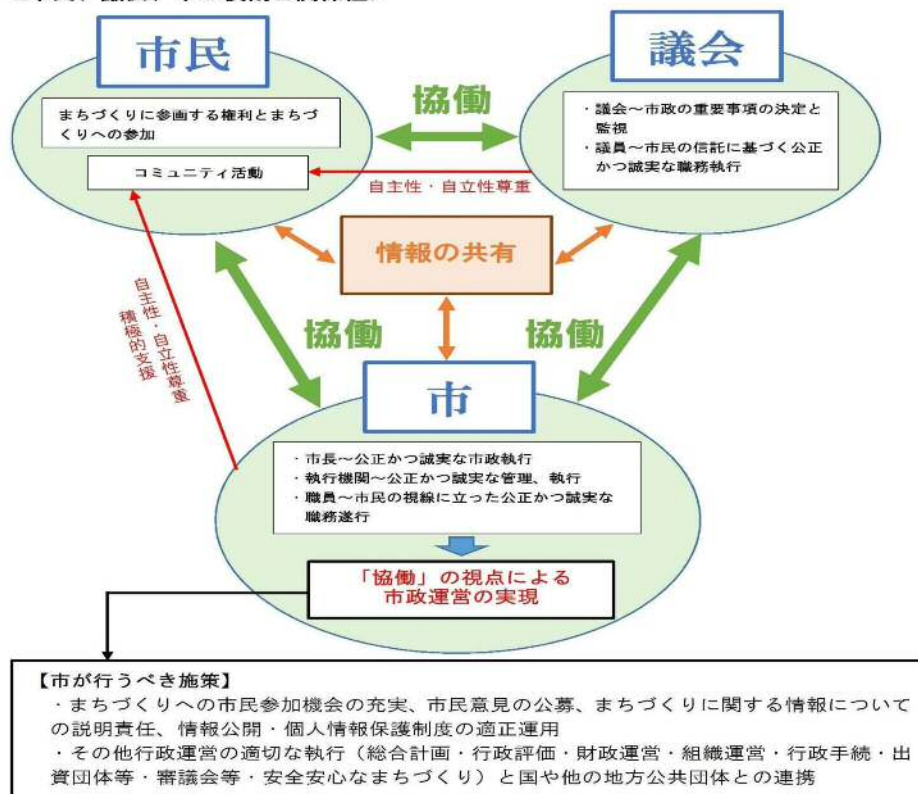 市民
議会
協働
まちづくりに参画する権利とまちづ
くりへの参加
コミュニティ活動
・議会～市政の重要事項の決定と
監視
・議員～市民の信託に基づく公正
かつ誠実な職務執行
自主性・自立性尊重
情報の共有
自主性・自立性尊重
積極的支援
協働
協働
市
・市長～公正かつ誠実な市政執行
・執行機関～公正かつ誠実な管理、執行
・職員～市民の視線に立った公正かつ誠実な
職務遂行
「協働」の視点による
市政運営の実現
【市が行うべき施策】
・まちづくりへの市民参加機会の充実、市民意見の公募、まちづくりに関する情報について
の説明責任、情報公開・個人情報保護制度の適正運用
・その他行政運営の適切な執行（総合計画・行政評価・財政運営・組織運営・行政手続・出
資団体等・審議会等・安全安心なまちづくり）と国や他の地方公共団体との連携